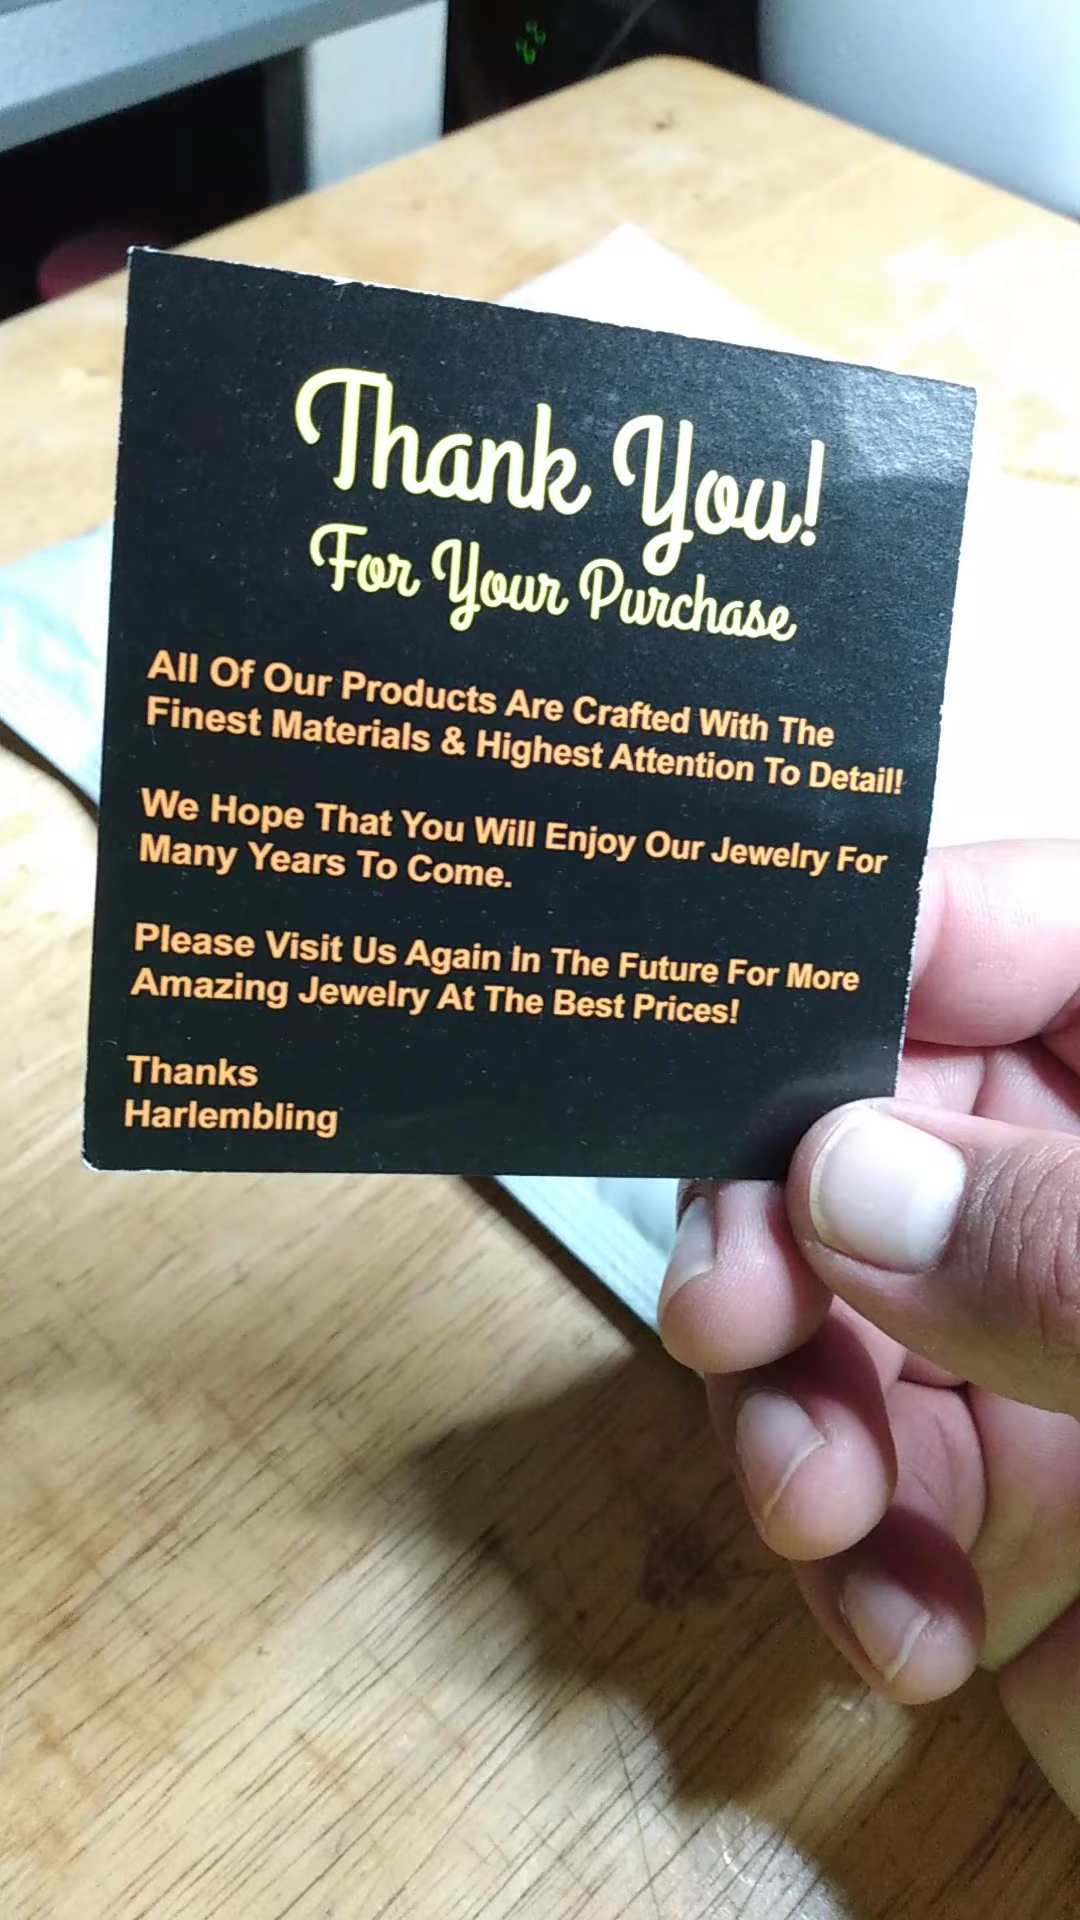 Thank You!
For Your Purchase
All Of Our Products Are Crafted With The
Finest Materials & Highest Attention To Detail!
We Hope That You Will Enjoy Our Jewelry For
Many Years To Come.
Please Visit Us Again In The Future For More
Amazing Jewelry At The Best Prices!
Thanks
Harlembling